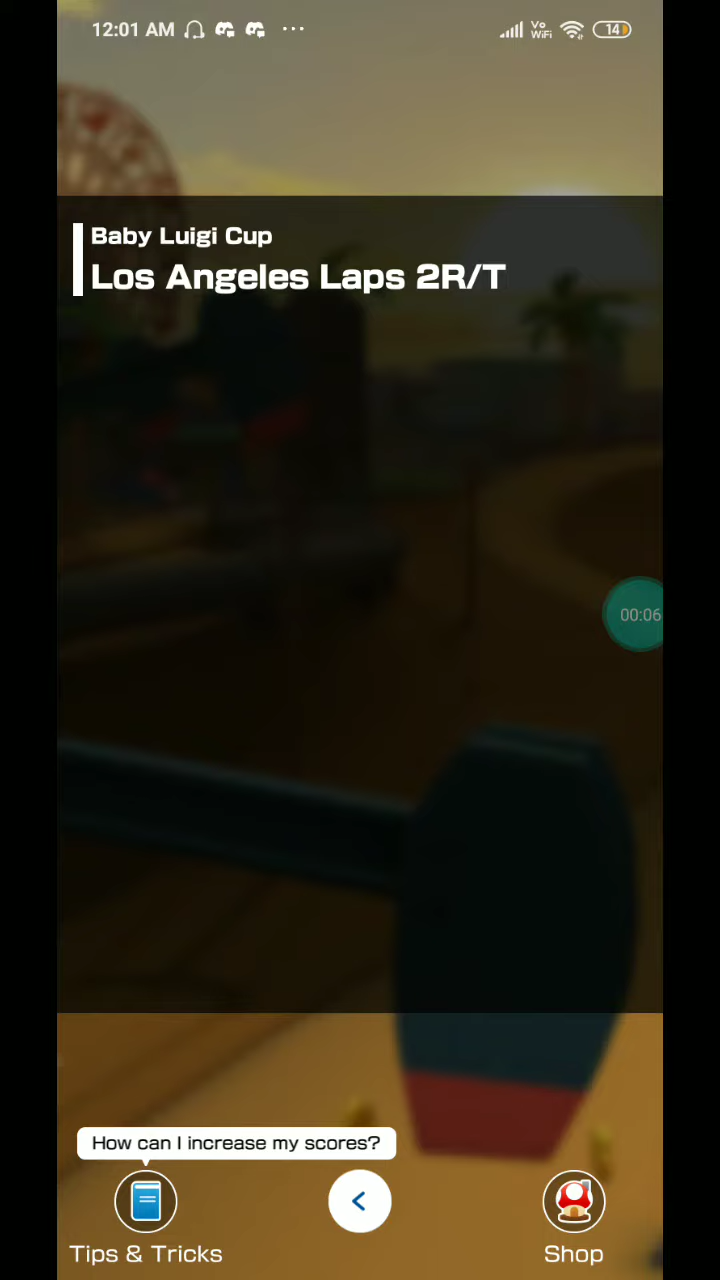 12:01 AM
Vo
WiFi
14
Baby Luigi Cup
Los Angeles Laps 2R/T
00:06
How can I increase my scores?
Tips & Tricks
Shop